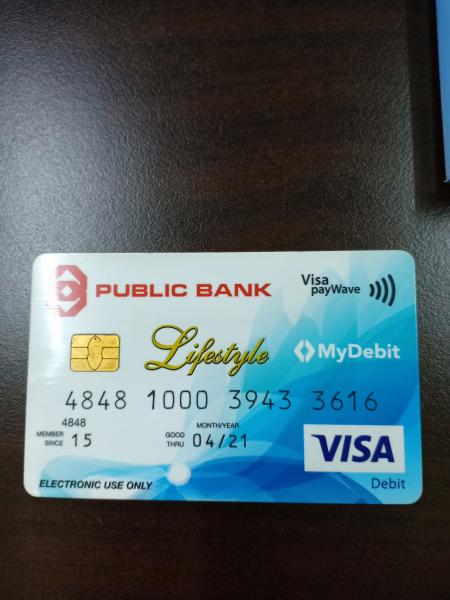 PUBLIC BANK
Visa
payWave
Lifestyle
MyDebit
4848 1000 3943 3616
4848
MEMBER SINCE 15
MONTH/YEAR
GOOD THRU 04/21
VISA
Debit
ELECTRONIC USE ONLY